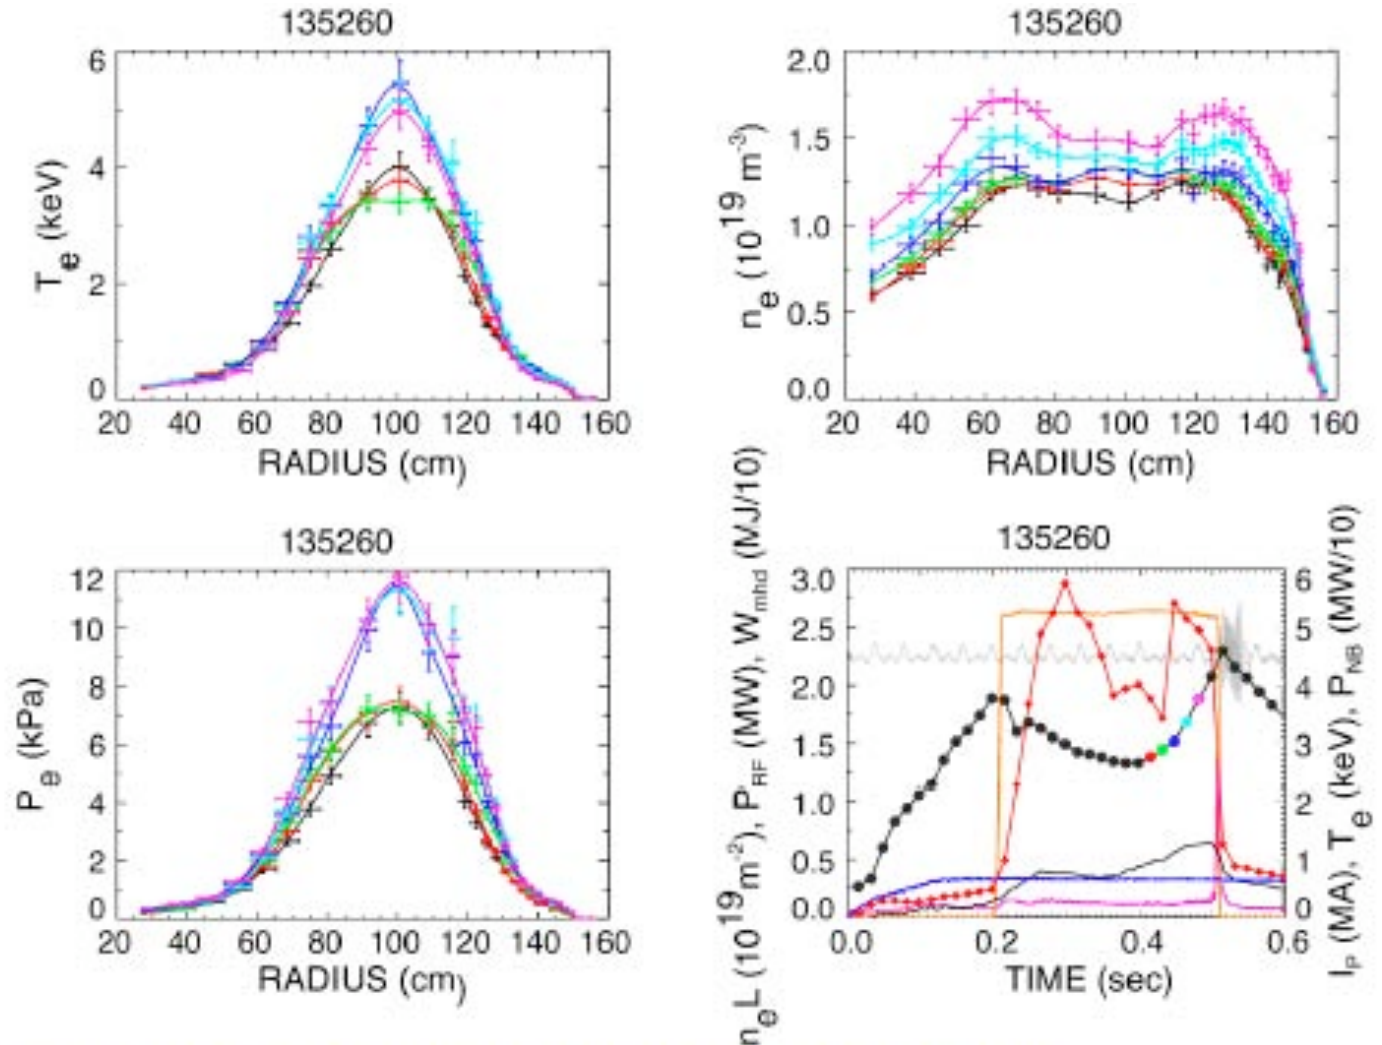 135260
6
4
2
0
T_e (keV)
20 40 60 80 100 120 140 160
RADIUS (cm)
135260
2.0
1.5
1.0
0.5
0.0
n_e (10^19 m^-3)
20 40 60 80 100 120 140 160
RADIUS (cm)
135260
12
10
8
6
4
2
0
P_e (kPa)
20 40 60 80 100 120 140 160
RADIUS (cm)
135260
3.0
2.5
2.0
1.5
1.0
0.5
0.0
n_eL (10^19 m^-2), P_RF (MW), W_mhd (MJ/10)
6
5
4
3
2
1
0
I_P (MA), T_e (keV), P_NB (MW/10)
0.0 0.2 0.4 0.6
TIME (sec)